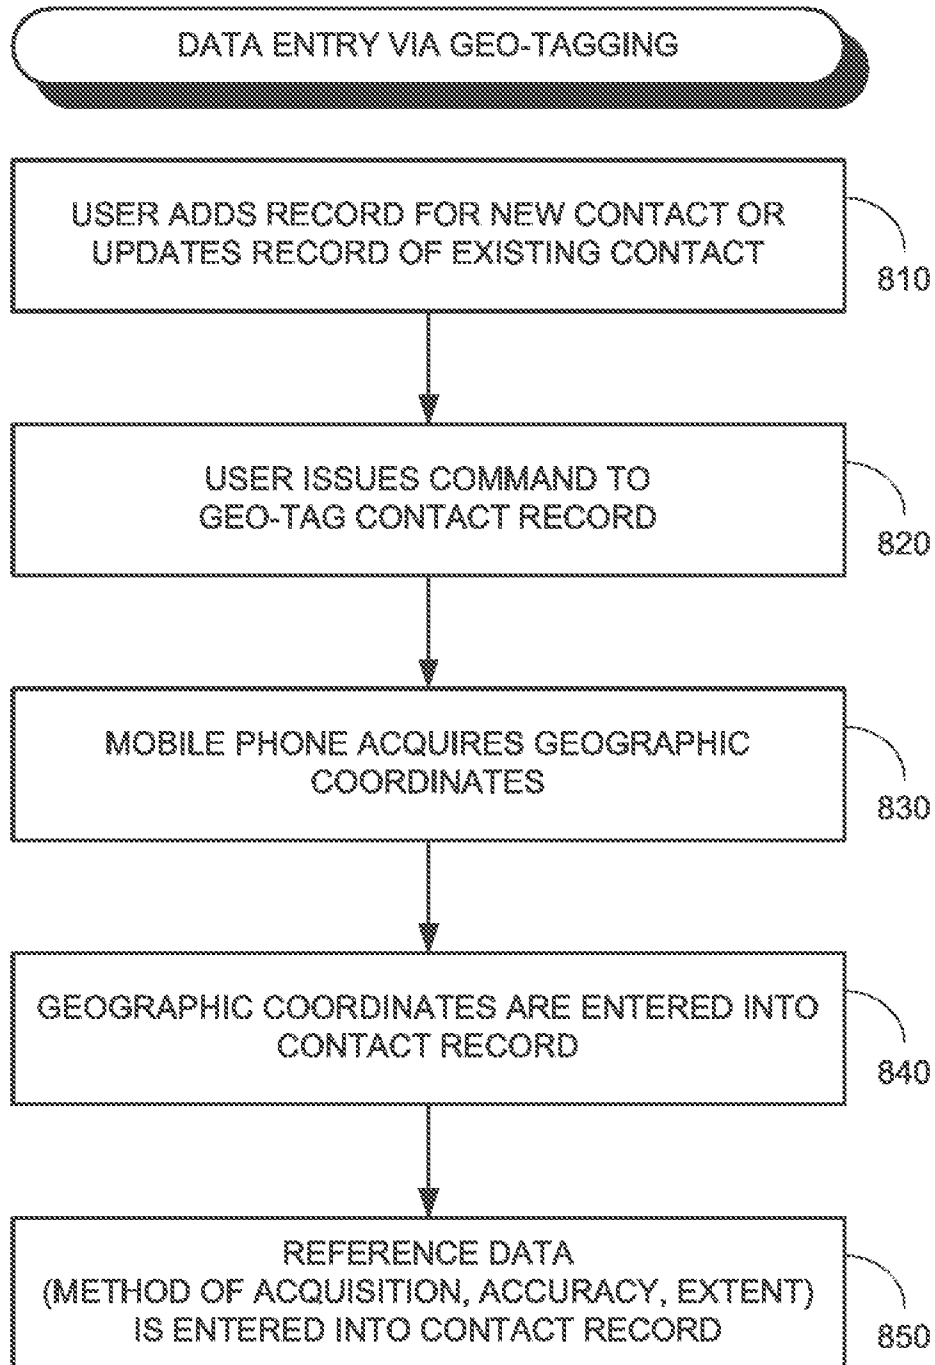 DATA ENTRY VIA GEO-TAGGING
USER ADDS RECORD FOR NEW CONTACT OR
UPDATES RECORD OF EXISTING CONTACT
810
USER ISSUES COMMAND TO
GEO-TAG CONTACT RECORD
820
MOBILE PHONE ACQUIRES GEOGRAPHIC
COORDINATES
830
GEOGRAPHIC COORDINATES ARE ENTERED INTO
CONTACT RECORD
840
REFERENCE DATA
(METHOD OF ACQUISITION, ACCURACY, EXTENT)
IS ENTERED INTO CONTACT RECORD
850